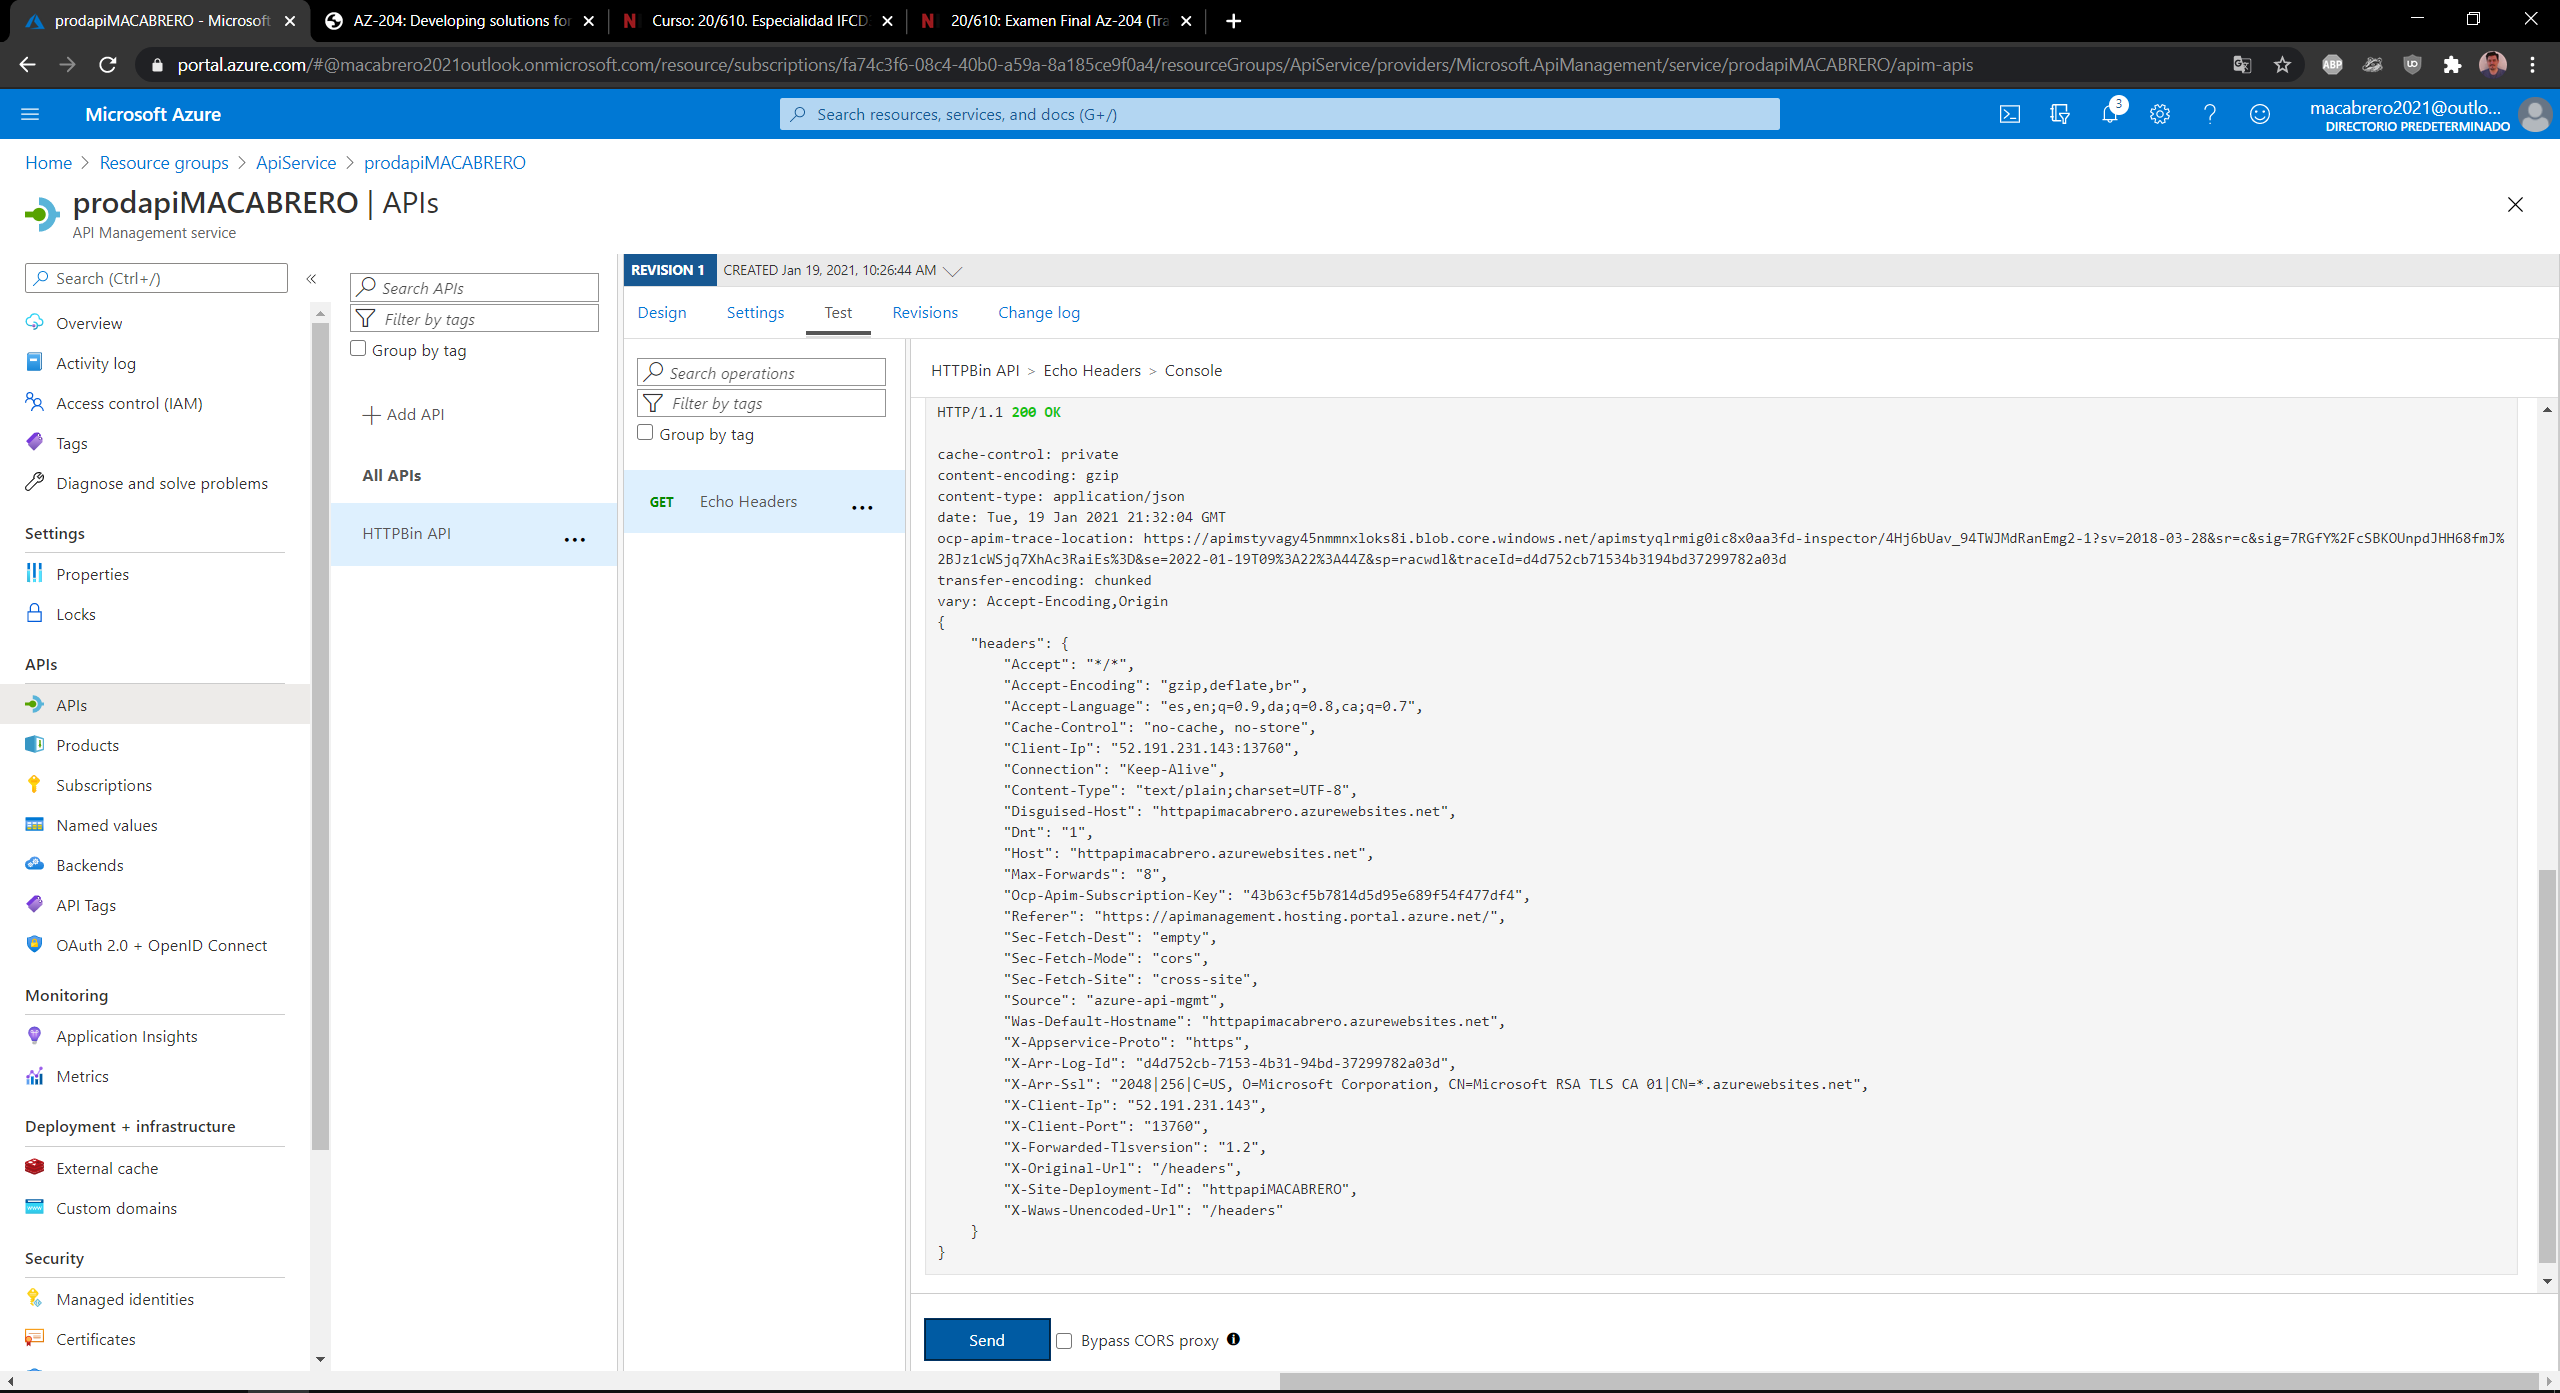 prodapiMACABRERO - Microsoft
AZ-204: Developing solutions for
Curso: 20/610. Especialidad IFCD
20/610: Examen Final Az-204 (Tra
portal.azure.com/#@macabrero2021outlook.onmicrosoft.com/resource/subscriptions/fa74c3f6-08c4-40b0-a59a-8a185ce9f0a4/resourceGroups/ApiService/providers/Microsoft.ApiManagement/service/prodapiMACABRERO/apim-apis
ABP
Microsoft Azure
Search resources, services, and docs (G+/)
3
macabrero2021@outlo...
DIRECTORIO PREDETERMINADO
Home > Resource groups > ApiService > prodapiMACABRERO
prodapiMACABRERO | APIs
API Management service
Search (Ctrl+/)
«
Overview
Activity log
Access control (IAM)
Tags
Diagnose and solve problems
Settings
Properties
Locks
APIs
APIs
Products
Subscriptions
Named values
Backends
API Tags
OAuth 2.0 + OpenID Connect
Monitoring
Application Insights
Metrics
Deployment + infrastructure
External cache
Custom domains
Security
Managed identities
Certificates
Search APIs
Filter by tags
Group by tag
Add API
All APIs
HTTPBin API
...
REVISION 1 CREATED Jan 19, 2021, 10:26:44 AM
Design Settings Test Revisions Change log
Search operations
Filter by tags
Group by tag
GET Echo Headers ...
HTTPBin API > Echo Headers > Console
HTTP/1.1 200 OK
cache-control: private
content-encoding: gzip
content-type: application/json
date: Tue, 19 Jan 2021 21:32:04 GMT
ocp-apim-trace-location: https://apimstyvagy45nmmnxloks8i.blob.core.windows.net/apimstyqlrmig0ic8x0aa3fd-inspector/4Hj6bUav_94TWJMdRanEmg2-1?sv=2018-03-28&sr=c&sig=7RGfY%2FcSBKOUnpdJHH68fmJ%
2BJz1cWSjq7XhAc3RaiEs%3D&se=2022-01-19T09%3A22%3A44Z&sp=racwdl&traceId=d4d752cb71534b3194bd37299782a03d
transfer-encoding: chunked
vary: Accept-Encoding,Origin
{
"headers": {
"Accept": "*/*",
"Accept-Encoding": "gzip,deflate,br",
"Accept-Language": "es,en;q=0.9,da;q=0.8,ca;q=0.7",
"Cache-Control": "no-cache, no-store",
"Client-Ip": "52.191.231.143:13760",
"Connection": "Keep-Alive",
"Content-Type": "text/plain;charset=UTF-8",
"Disguised-Host": "httpapimacabrero.azurewebsites.net",
"Dnt": "1",
"Host": "httpapimacabrero.azurewebsites.net",
"Max-Forwards": "8",
"Ocp-Apim-Subscription-Key": "43b63cf5b7814d5d95e689f54f477df4",
"Referer": "https://apimanagement.hosting.portal.azure.net/",
"Sec-Fetch-Dest": "empty",
"Sec-Fetch-Mode": "cors",
"Sec-Fetch-Site": "cross-site",
"Source": "azure-api-mgmt",
"Was-Default-Hostname": "httpapimacabrero.azurewebsites.net",
"X-Appservice-Proto": "https",
"X-Arr-Log-Id": "d4d752cb-7153-4b31-94bd-37299782a03d",
"X-Arr-Ssl": "2048|256|C=US, O=Microsoft Corporation, CN=Microsoft RSA TLS CA 01|CN=*.azurewebsites.net",
"X-Client-Ip": "52.191.231.143",
"X-Client-Port": "13760",
"X-Forwarded-Tlsversion": "1.2",
"X-Original-Url": "/headers",
"X-Site-Deployment-Id": "httpapiMACABRERO",
"X-Waws-Unencoded-Url": "/headers"
}
}
Send
Bypass CORS proxy